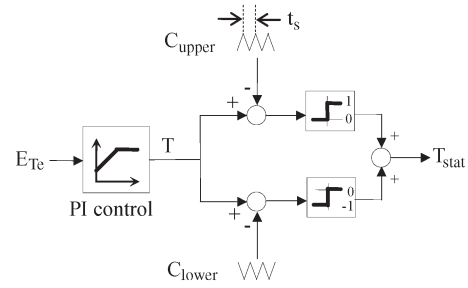 t_s
C_upper
-
+
1
0
+
E_Te
T
T_stat
PI control
+
0
-1
+
-
C_lower